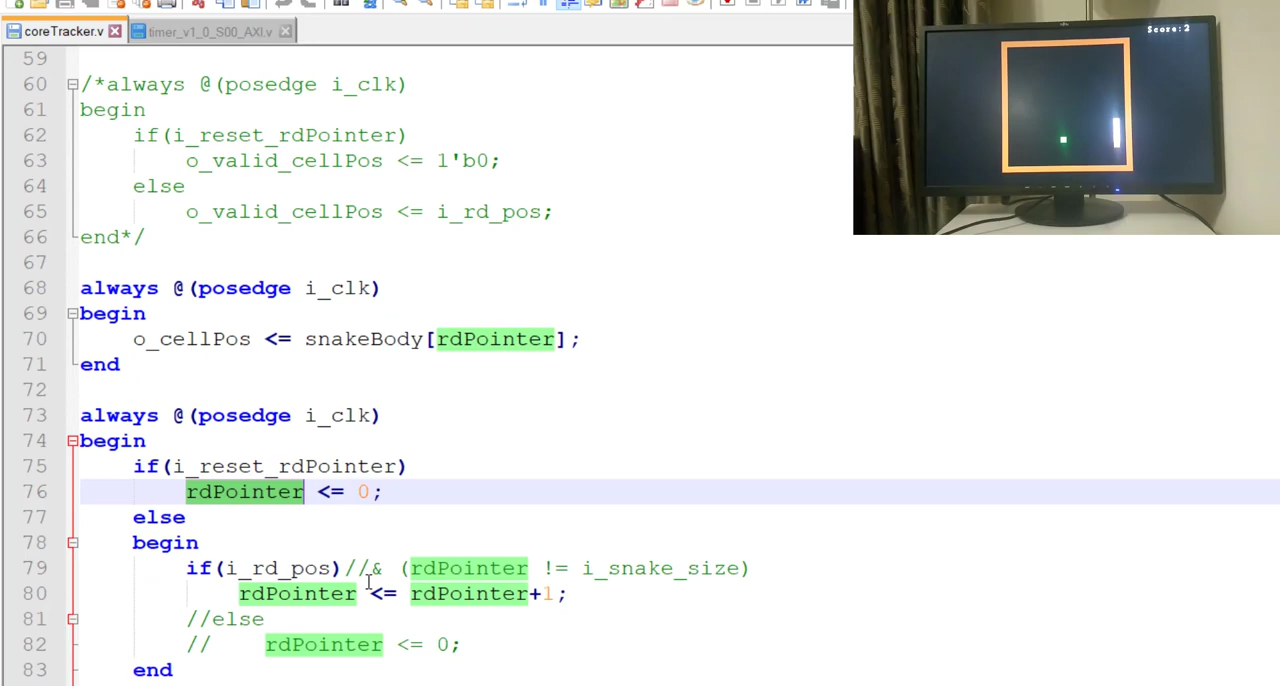 coreTracker.v timer_v1_0_S00_AXI.v
Score:2
59
60 /*always @(posedge i_clk)
61 begin
62 if(i_reset_rdPointer)
63 o_valid_cellPos <= 1'b0;
64 else
65 o_valid_cellPos <= i_rd_pos;
66 end*/
67
68 always @(posedge i_clk)
69 begin
70 o_cellPos <= snakeBody[rdPointer];
71 end
72
73 always @(posedge i_clk)
74 begin
75 if(i_reset_rdPointer)
76 rdPointer <= 0;
77 else
78 begin
79 if(i_rd_pos)//& (rdPointer != i_snake_size)
80 rdPointer <= rdPointer+1;
81 //else
82 // rdPointer <= 0;
83 end